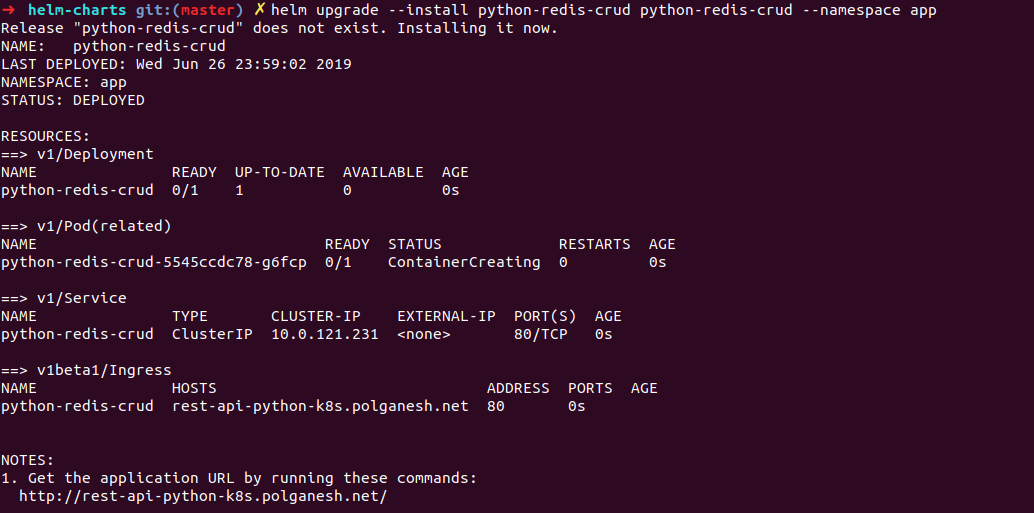 ➜  helm-charts git:(master) ✗ helm upgrade --install python-redis-crud python-redis-crud --namespace app
Release "python-redis-crud" does not exist. Installing it now.
NAME:   python-redis-crud
LAST DEPLOYED: Wed Jun 26 23:59:02 2019
NAMESPACE: app
STATUS: DEPLOYED

RESOURCES:
==> v1/Deployment
NAME               READY  UP-TO-DATE  AVAILABLE  AGE
python-redis-crud  0/1    1           0          0s

==> v1/Pod(related)
NAME                                READY  STATUS             RESTARTS  AGE
python-redis-crud-5545ccdc78-g6fcp  0/1    ContainerCreating  0         0s

==> v1/Service
NAME               TYPE       CLUSTER-IP    EXTERNAL-IP  PORT(S)  AGE
python-redis-crud  ClusterIP  10.0.121.231  <none>       80/TCP   0s

==> v1beta1/Ingress
NAME               HOSTS                              ADDRESS  PORTS  AGE
python-redis-crud  rest-api-python-k8s.polganesh.net  80       0s


NOTES:
1. Get the application URL by running these commands:
  http://rest-api-python-k8s.polganesh.net/